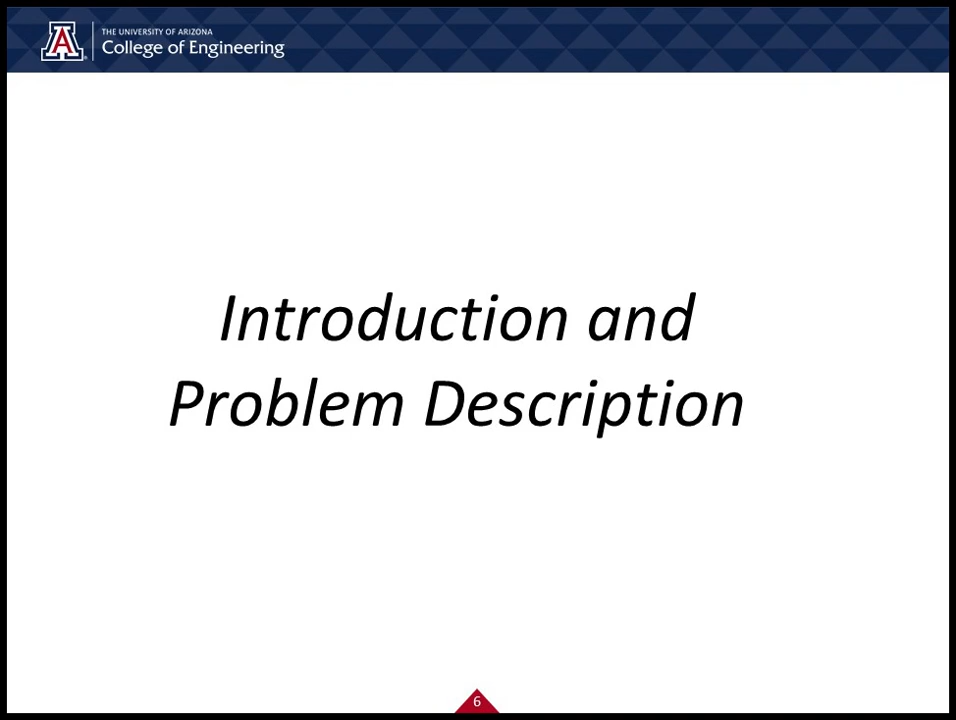 A
THE UNIVERSITY OF ARIZONA
College of Engineering
Introduction and
Problem Description
6